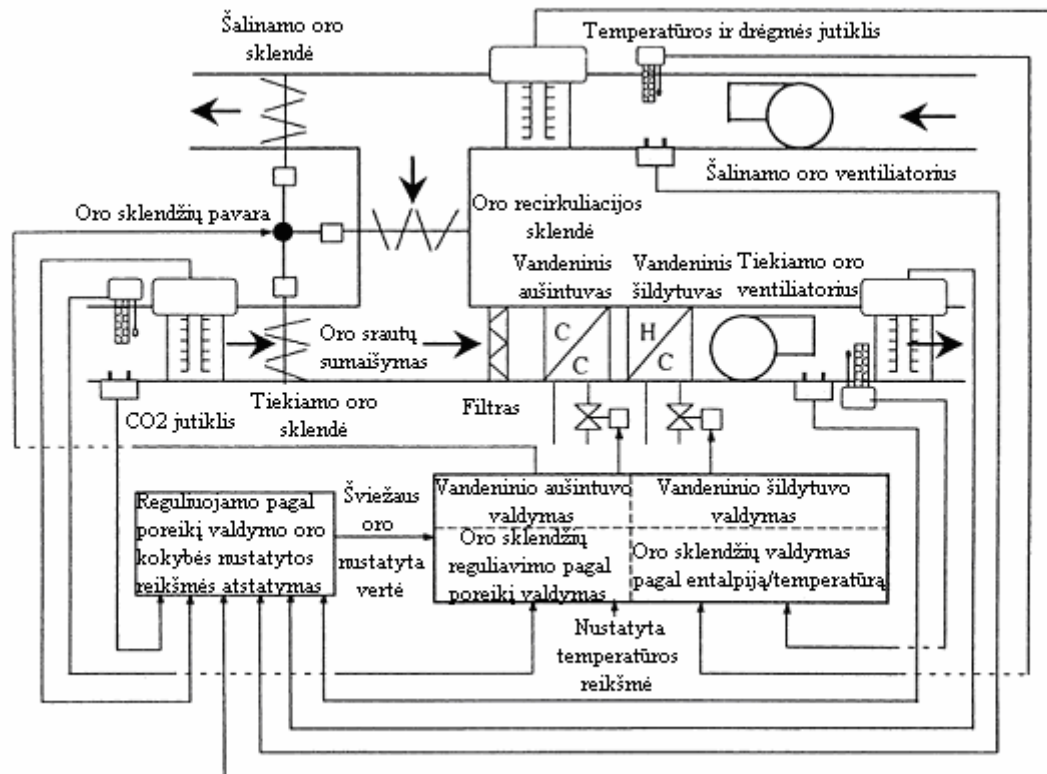 Šalinamo oro
sklendė
Temperatūros ir drėgmės jutiklis
Šalinamo oro ventiliatorius
Oro sklendžių pavara
Oro recirkuliacijos
sklendė
Vandeninis
aušintuvas
Vandeninis
šildytuvas
Tiekiamo oro
ventiliatorius
Oro srautų
sumaišymas
C
C
H
C
CO2 jutiklis
Tiekiamo oro
sklendė
Filtras
Reguliuojamo pagal
poreikį valdymo oro
kokybės nustatytos
reikšmės atstatymas
Šviežaus
oro
nustatyta
vertė
Vandeninio aušintuvo
valdymas
Vandeninio šildytuvo
valdymas
Oro sklendžių
reguliavimo pagal
poreikį valdymas
Oro sklendžių valdymas
pagal entalpiją/temperatūrą
Nustatyta
temperatūros
reikšmė